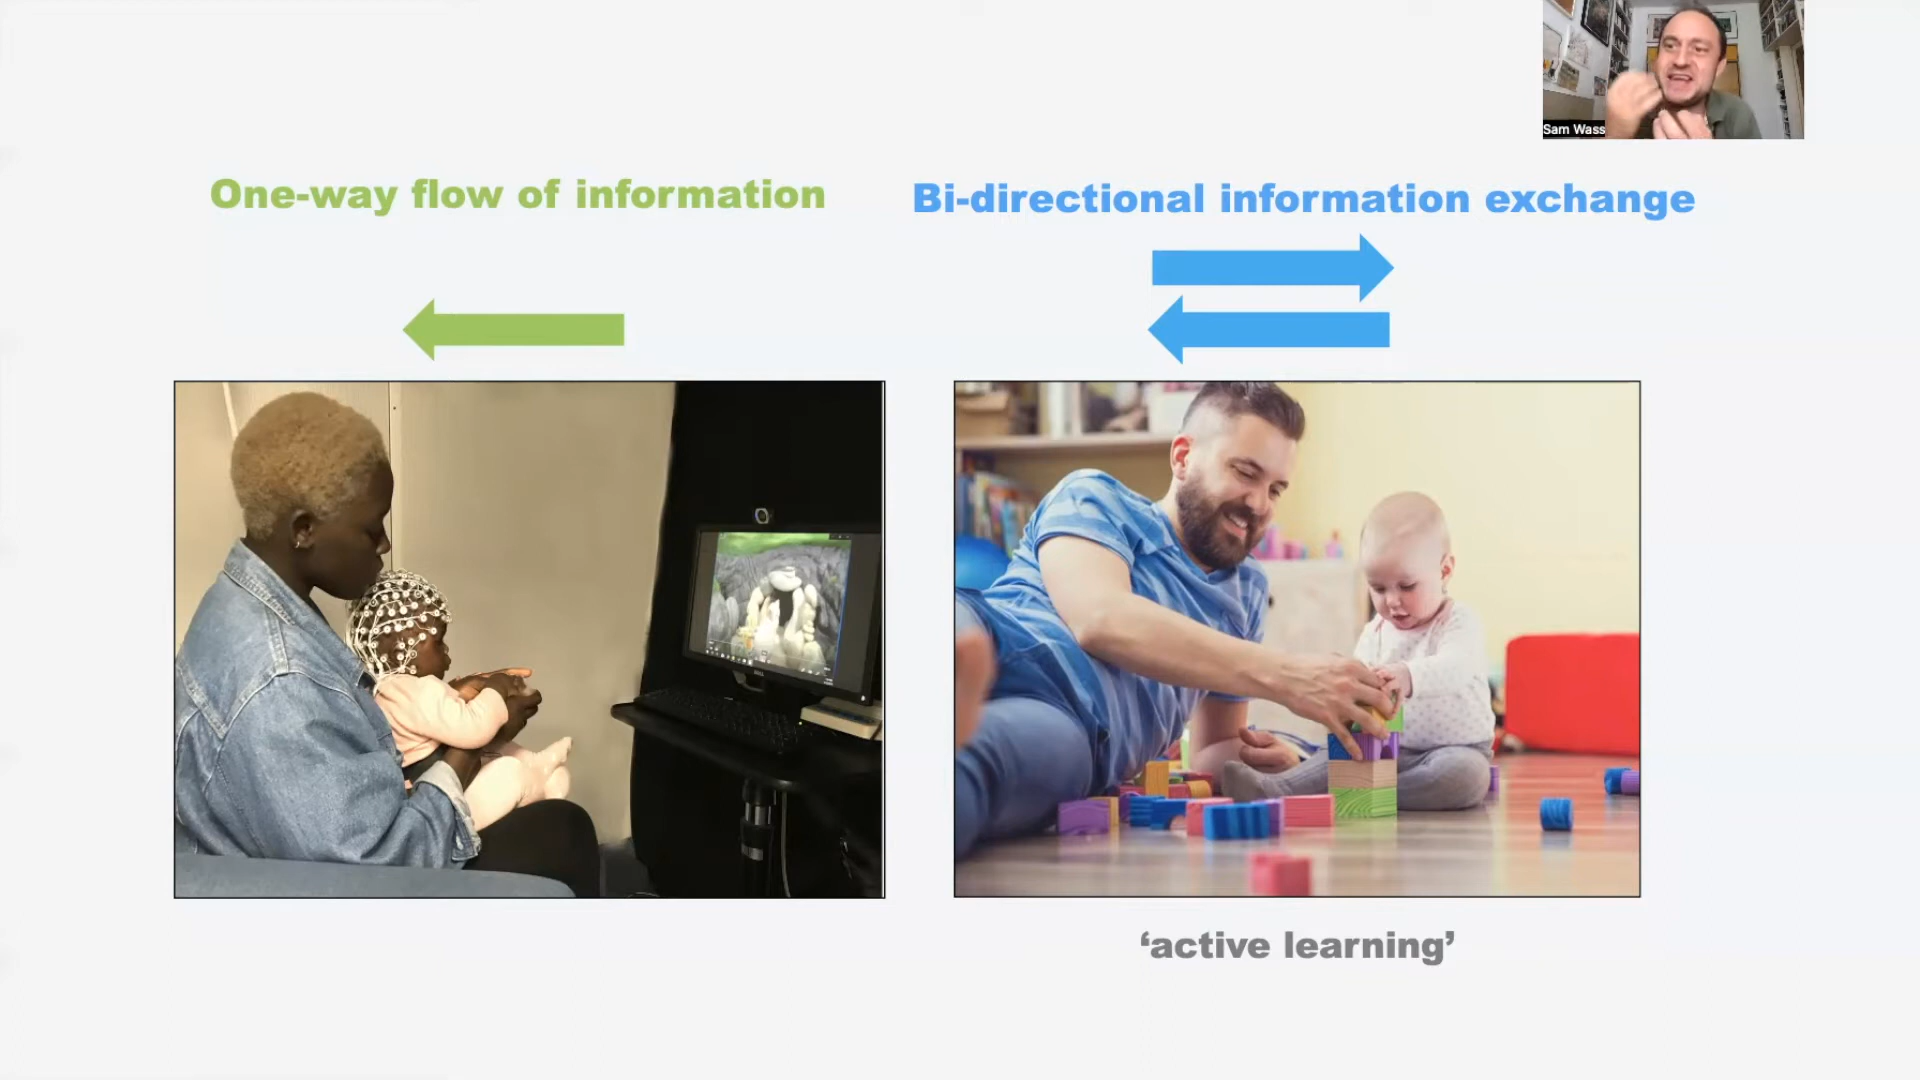 Sam Wass
One-way flow of information
Bi-directional information exchange
‘active learning’